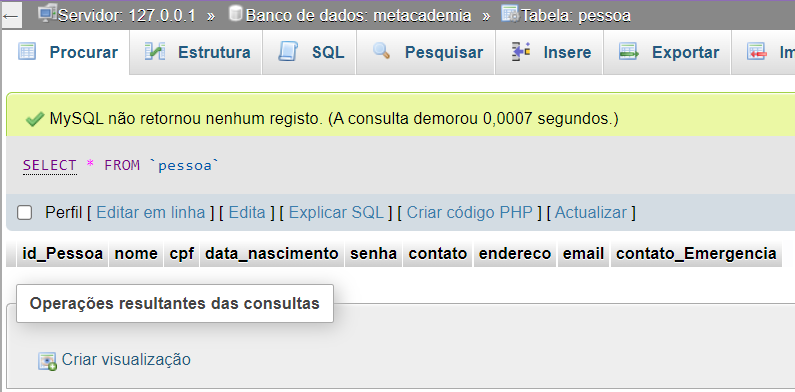 Servidor: 127.0.0.1 » Banco de dados: metacademia » Tabela: pessoa
Procurar Estrutura SQL Pesquisar Insere Exportar Im
MySQL não retornou nenhum registo. (A consulta demorou 0,0007 segundos.)
SELECT * FROM `pessoa`
Perfil [ Editar em linha ] [ Edita ] [ Explicar SQL ] [ Criar código PHP ] [ Actualizar ]
id_Pessoa nome cpf data_nascimento senha contato endereco email contato_Emergencia
Operações resultantes das consultas
Criar visualização